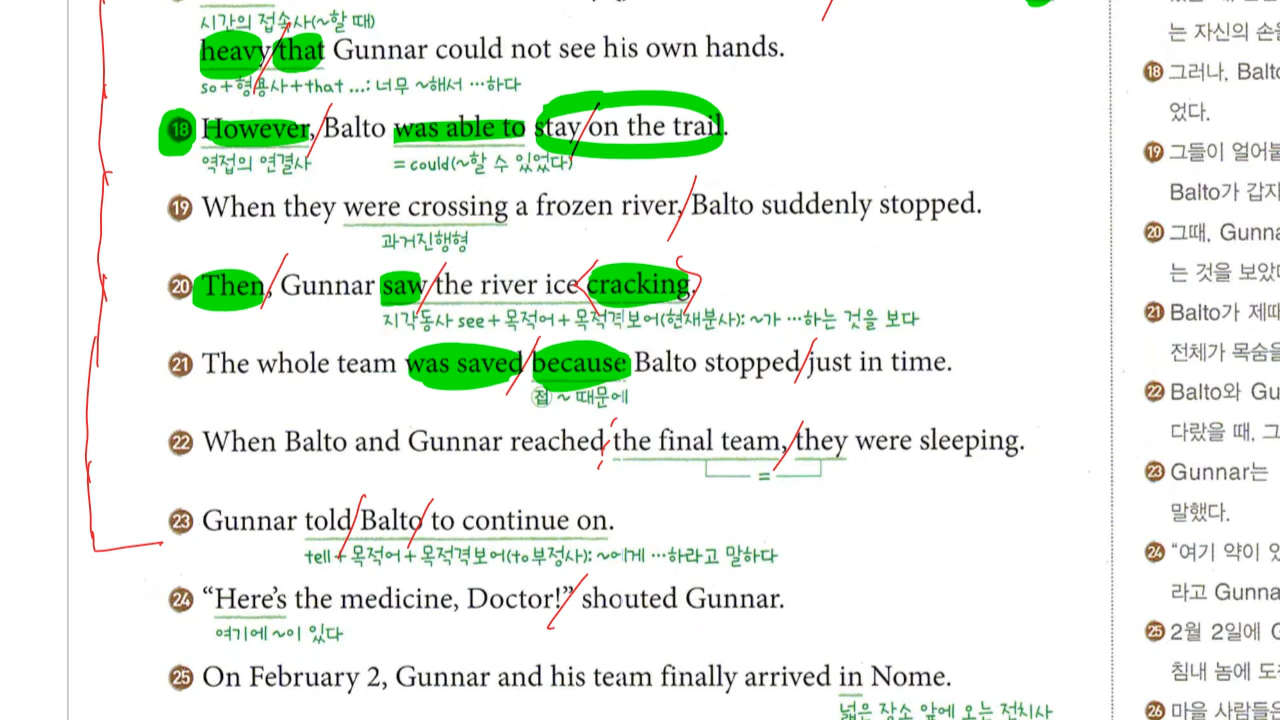 시간의 접속사(~할 때)
heavy that Gunnar could not see his own hands.
so+형용사+that ...: 너무 ~해서 …하다
18 However, Balto was able to stay on the trail.
역접의 연결사
= could(~할 수 있었다)
19 When they were crossing a frozen river, Balto suddenly stopped.
과거진행형
20 Then, Gunnar saw the river ice cracking.
지각동사 see+목적어+목적격보어(현재분사): ~가 …하는 것을 보다
21 The whole team was saved because Balto stopped just in time.
접 ~ 때문에
22 When Balto and Gunnar reached the final team, they were sleeping.
=
23 Gunnar told Balto to continue on.
tell+목적어+목적격보어(to부정사): ~에게 …하라고 말하다
24 “Here’s the medicine, Doctor!” shouted Gunnar.
여기에 ~이 있다
25 On February 2, Gunnar and his team finally arrived in Nome.
넓은 장소 앞에 오는 전치사
는 자신의 손을
18 그러나, Balto
었다.
19 그들이 얼어붙
Balto가 갑자
20 그때, Gunna
는 것을 보았다
21 Balto가 제때
전체가 목숨을
22 Balto와 Gu
다랐을 때, 그
23 Gunnar는
말했다.
24 “여기 약이 있
라고 Gunna
25 2월 2일에 G
침내 놈에 도
26 마을 사람들은